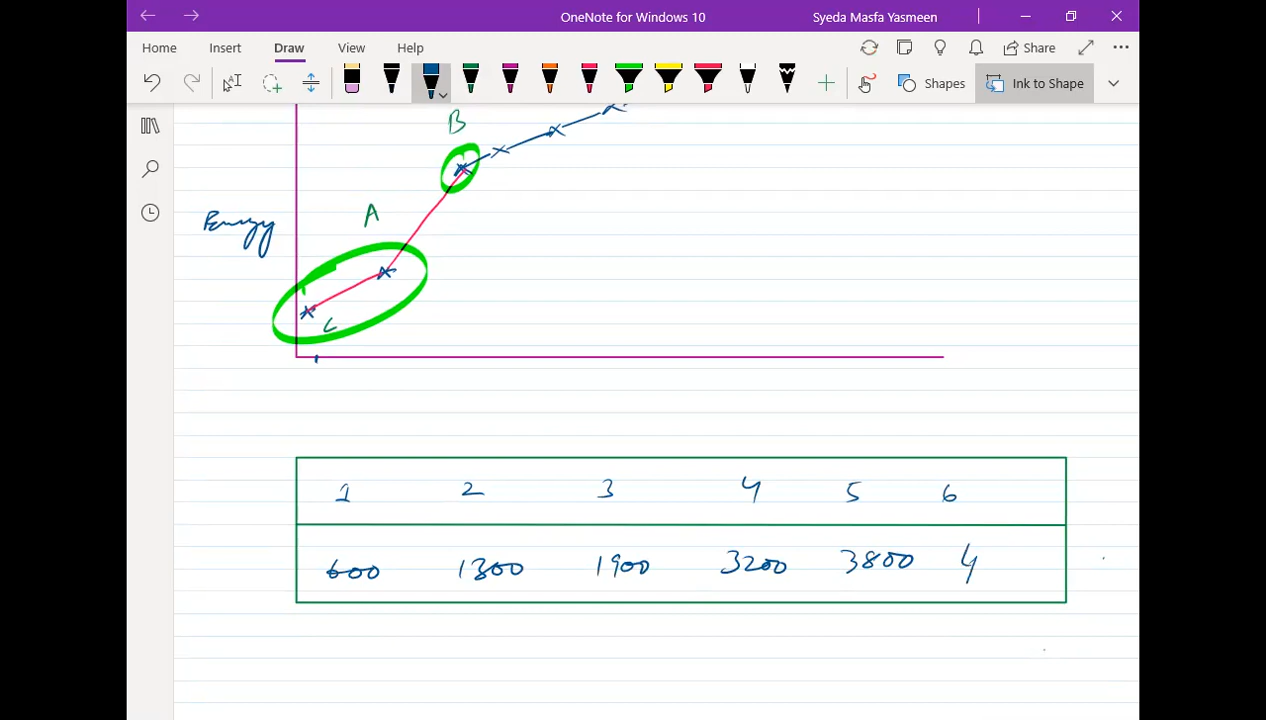 OneNote for Windows 10
Syeda Masfa Yasmeen
Home Insert Draw View Help Share
Shapes Ink to Shape
B
A
Energy
C
1 2 3 4 5 6
600 1300 1900 3200 3800 4